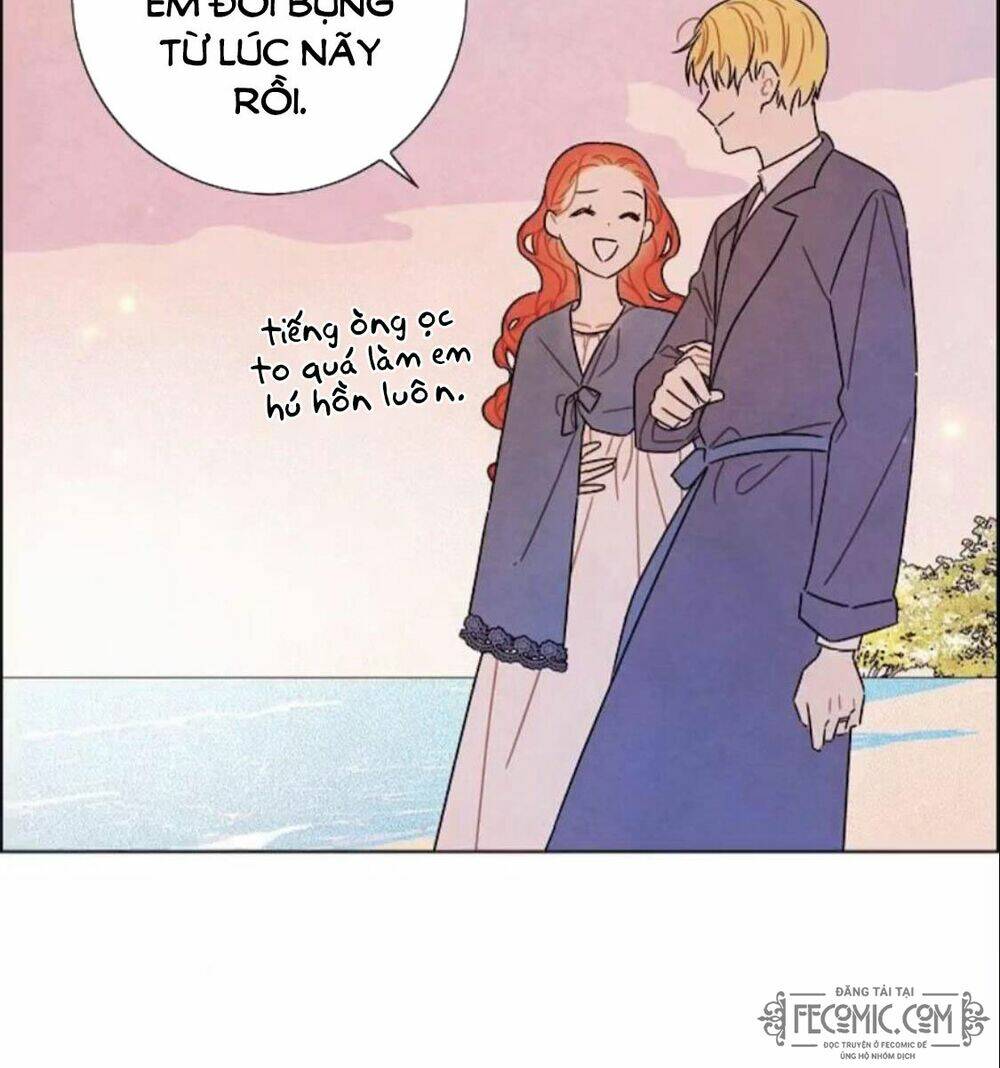 EM ĐÓI BỤNG
TỪ LÚC NÃY
RỒI.
tiếng òng ọc
to quá làm em
hú hồn luôn.
ĐĂNG TẢI TẠI
FECOMIC.COM
ĐỌC TRUYỆN Ở FECOMIC ĐỂ
ỦNG HỘ NHÓM DỊCH